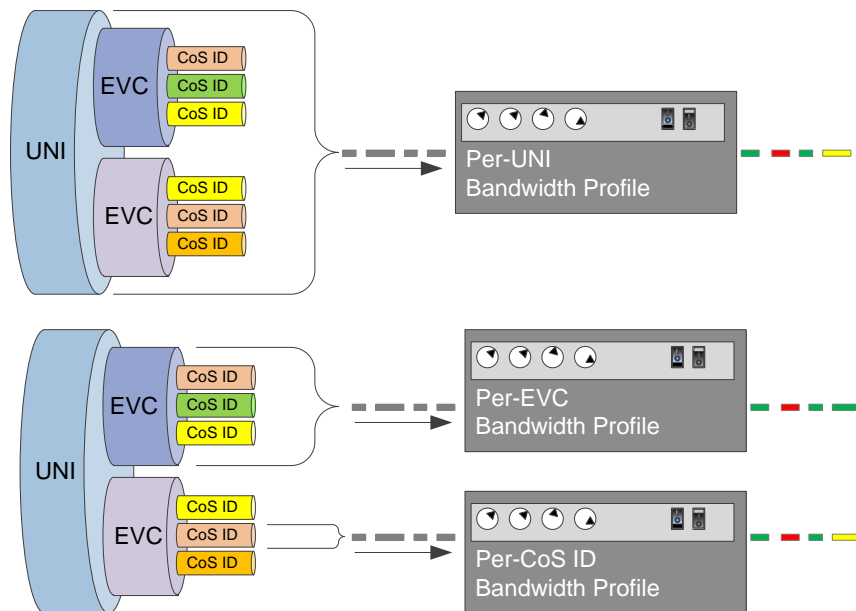 EVC
CoS ID
CoS ID
CoS ID
UNI
EVC
CoS ID
CoS ID
CoS ID
Per-UNI
Bandwidth Profile
UNI
EVC
CoS ID
CoS ID
CoS ID
Per-EVC
Bandwidth Profile
EVC
CoS ID
CoS ID
CoS ID
Per-CoS ID
Bandwidth Profile